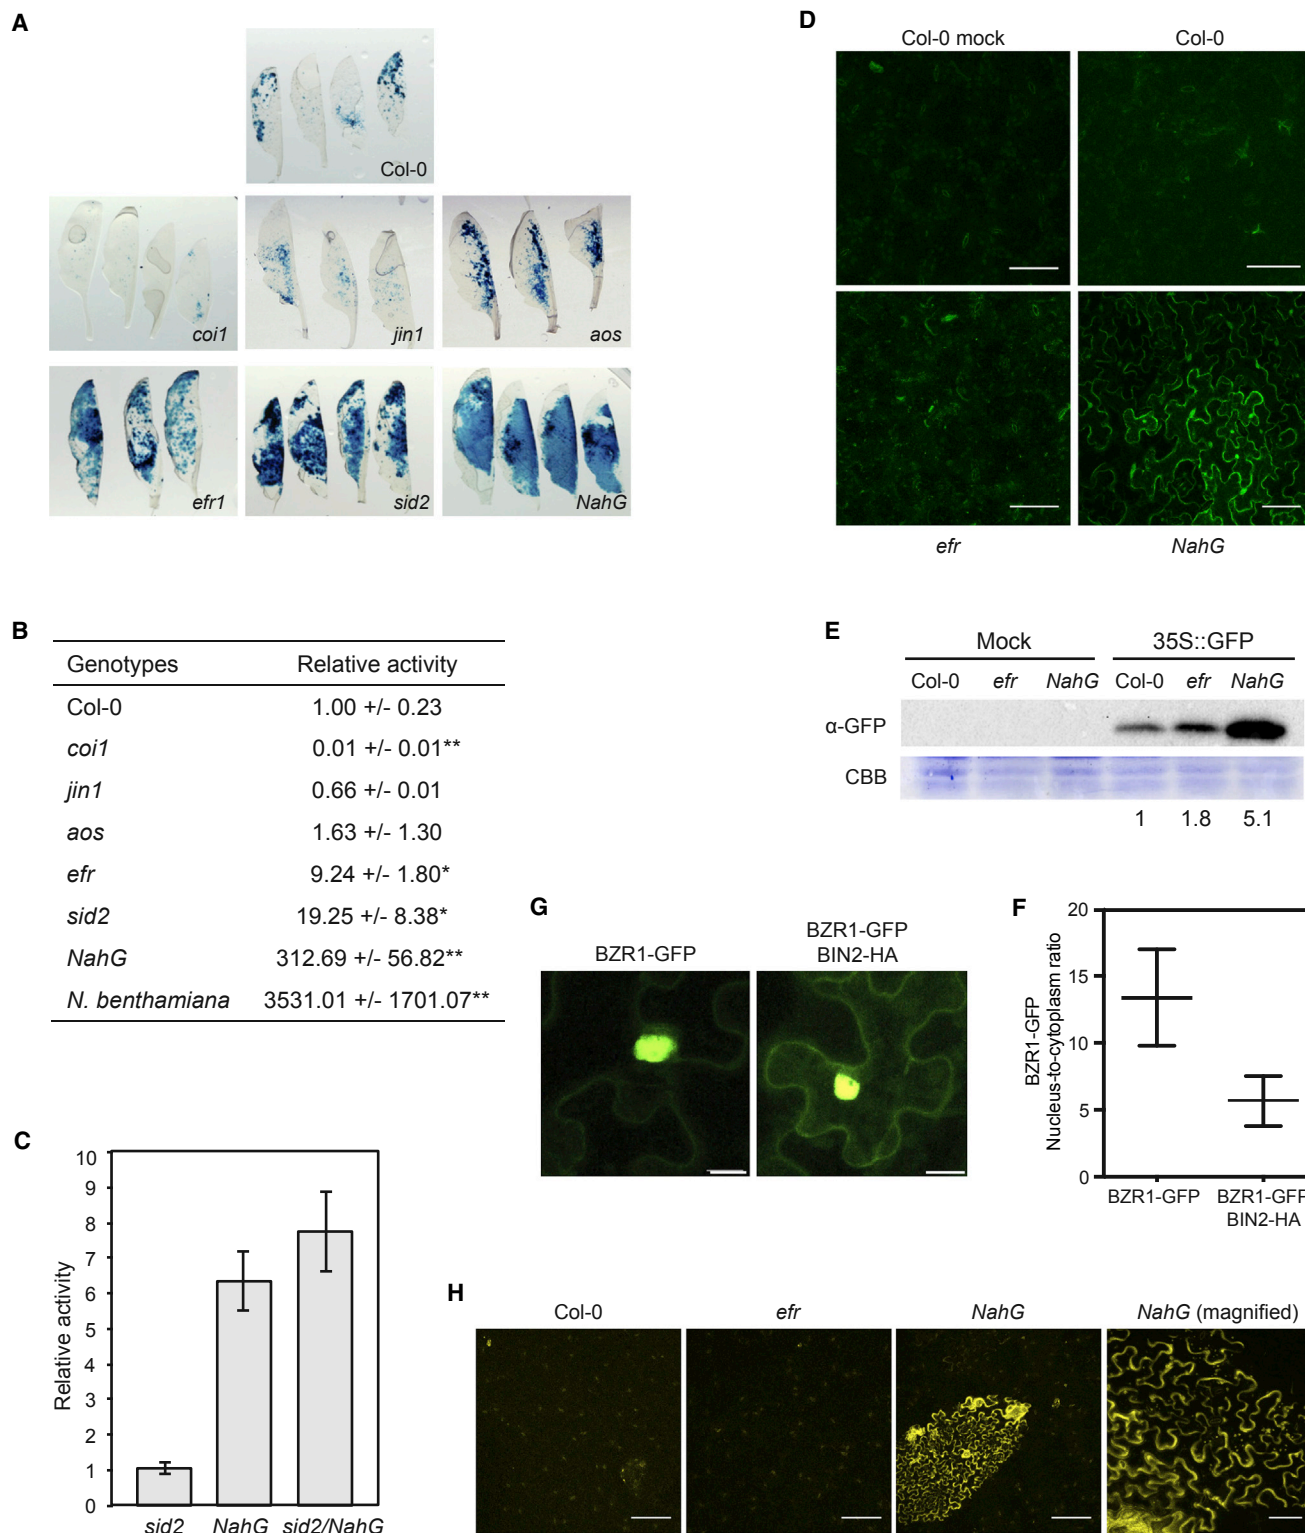 A
Col-0
coi1
jin1
aos
efr1
sid2
NahG
B
Genotypes Relative activity
Col-0 1.00 +/- 0.23
coi1 0.01 +/- 0.01**
jin1 0.66 +/- 0.01
aos 1.63 +/- 1.30
efr 9.24 +/- 1.80*
sid2 19.25 +/- 8.38*
NahG 312.69 +/- 56.82**
N. benthamiana 3531.01 +/- 1701.07**
C
Relative activity
10
9
8
7
6
5
4
3
2
1
0
sid2 NahG sid2/NahG
D
Col-0 mock Col-0
efr NahG
E
Mock 35S::GFP
Col-0 efr NahG Col-0 efr NahG
α-GFP
CBB
1 1.8 5.1
G
BZR1-GFP
BZR1-GFP
BIN2-HA
F
BZR1-GFP
Nucleus-to-cytoplasm ratio
20
15
10
5
0
BZR1-GFP BZR1-GFP
BIN2-HA
H
Col-0 efr NahG NahG (magnified)